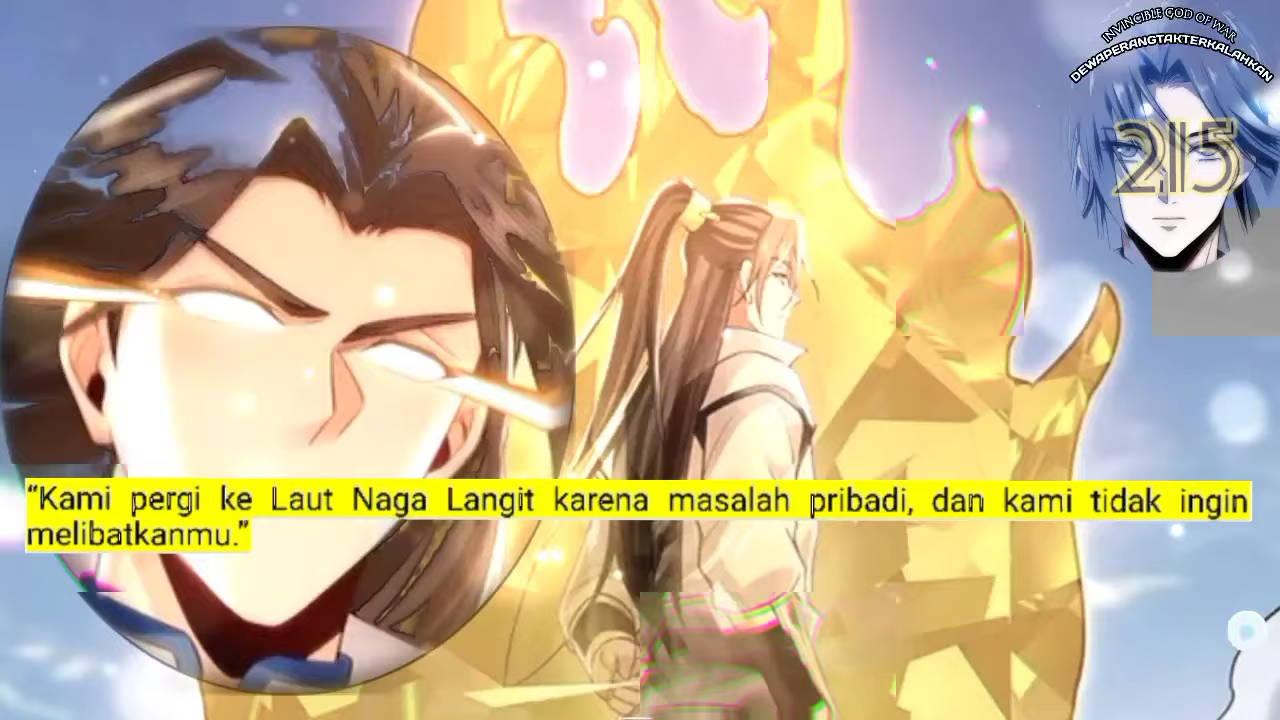 INVINCIBLE GOD OF WAR
DEWAPERANGTAKTERKALAHKAN
215
“Kami pergi ke Laut Naga Langit karena masalah pribadi, dan kami tidak ingin
melibatkanmu.”